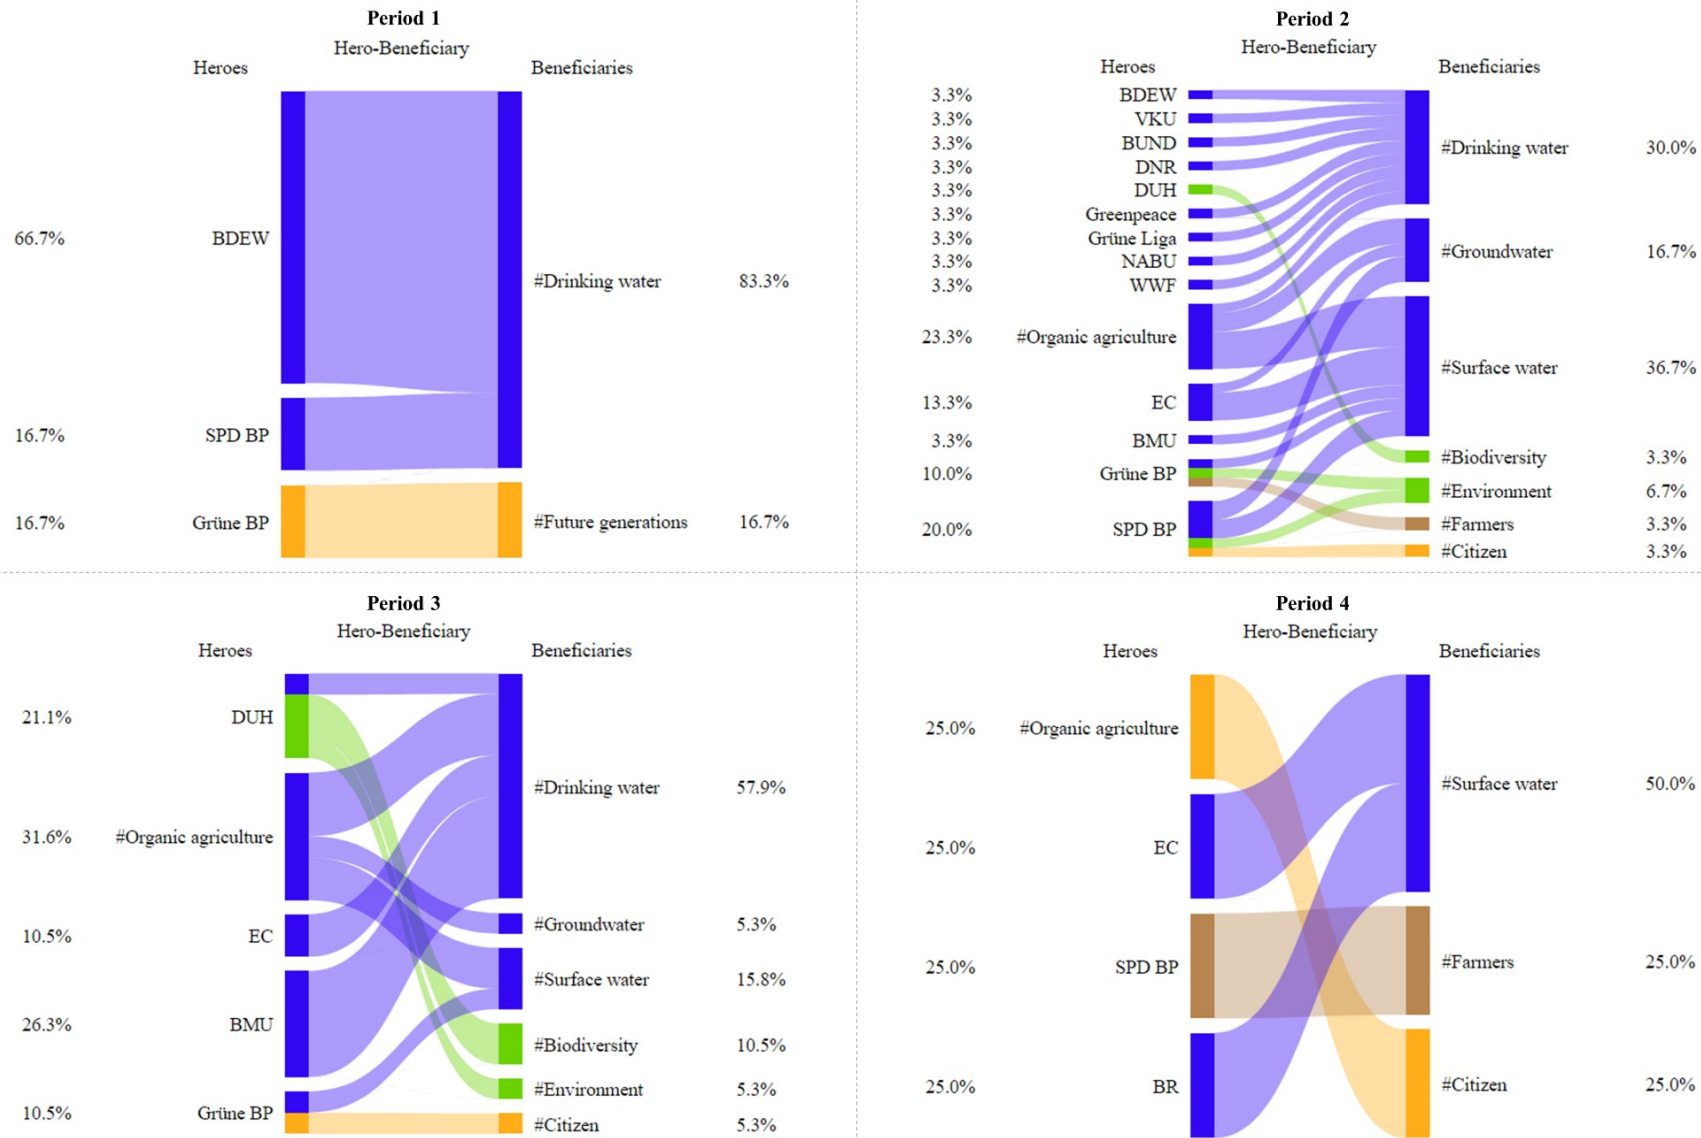 Period 1
Hero-Beneficiary
Heroes Beneficiaries
66.7% BDEW
#Drinking water 83.3%
16.7% SPD BP
16.7% Grüne BP #Future generations 16.7%
Period 2
Hero-Beneficiary
Heroes Beneficiaries
3.3% BDEW
3.3% VKU
3.3% BUND
#Drinking water 30.0%
3.3% DNR
3.3% DUH
3.3% Greenpeace
3.3% Grüne Liga
#Groundwater 16.7%
3.3% NABU
3.3% WWF
23.3% #Organic agriculture
#Surface water 36.7%
13.3% EC
3.3% BMU
#Biodiversity 3.3%
10.0% Grüne BP
#Environment 6.7%
#Farmers 3.3%
20.0% SPD BP
#Citizen 3.3%
Period 3
Hero-Beneficiary
Heroes Beneficiaries
21.1% DUH
#Drinking water 57.9%
31.6% #Organic agriculture
#Groundwater 5.3%
10.5% EC
#Surface water 15.8%
26.3% BMU
#Biodiversity 10.5%
#Environment 5.3%
10.5% Grüne BP
#Citizen 5.3%
Period 4
Hero-Beneficiary
Heroes Beneficiaries
25.0% #Organic agriculture
#Surface water 50.0%
25.0% EC
#Farmers 25.0%
25.0% SPD BP
25.0% BR #Citizen 25.0%